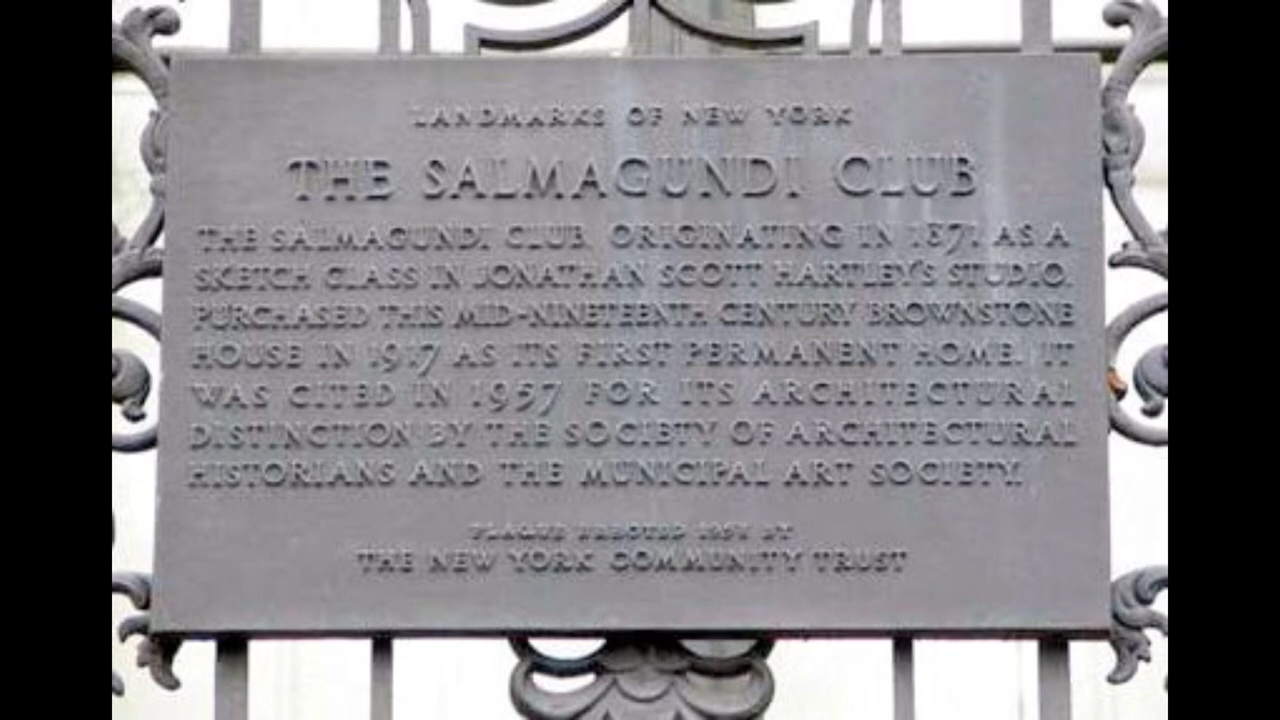 LANDMARKS OF NEW YORK
THE SALMAGUNDI CLUB
THE SALMAGUNDI CLUB, ORIGINATING IN 1871 AS A
SKETCH CLASS IN JONATHAN SCOTT HARTLEY'S STUDIO,
PURCHASED THIS MID-NINETEENTH CENTURY BROWNSTONE
HOUSE IN 1917 AS ITS FIRST PERMANENT HOME. IT
WAS CITED IN 1957 FOR ITS ARCHITECTURAL
DISTINCTION BY THE SOCIETY OF ARCHITECTURAL
HISTORIANS AND THE MUNICIPAL ART SOCIETY.
PLAQUE ERECTED BY
THE NEW YORK COMMUNITY TRUST